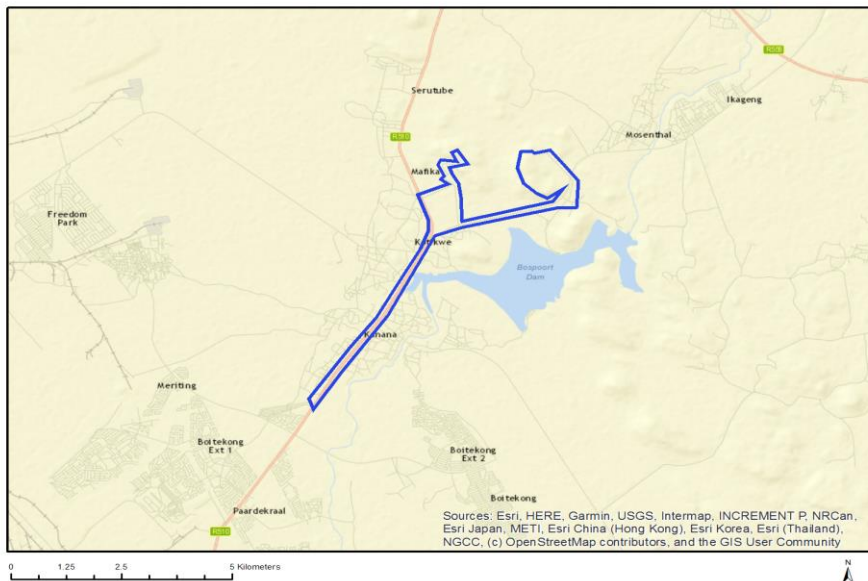 Serutube
R510
Ikageng
Mosenthal
Mafika
Freedom
Park
Bospoort
Dam
Kanana
Meriting
Boitekong
Ext 1
Boitekong
Ext 2
Paardekraal
Boitekong
R510
Sources: Esri, HERE, Garmin, USGS, Intermap, INCREMENT P, NRCan,
Esri Japan, METI, Esri China (Hong Kong), Esri Korea, Esri (Thailand),
NGCC, (c) OpenStreetMap contributors, and the GIS User Community
0 1.25 2.5 5 Kilometers
N